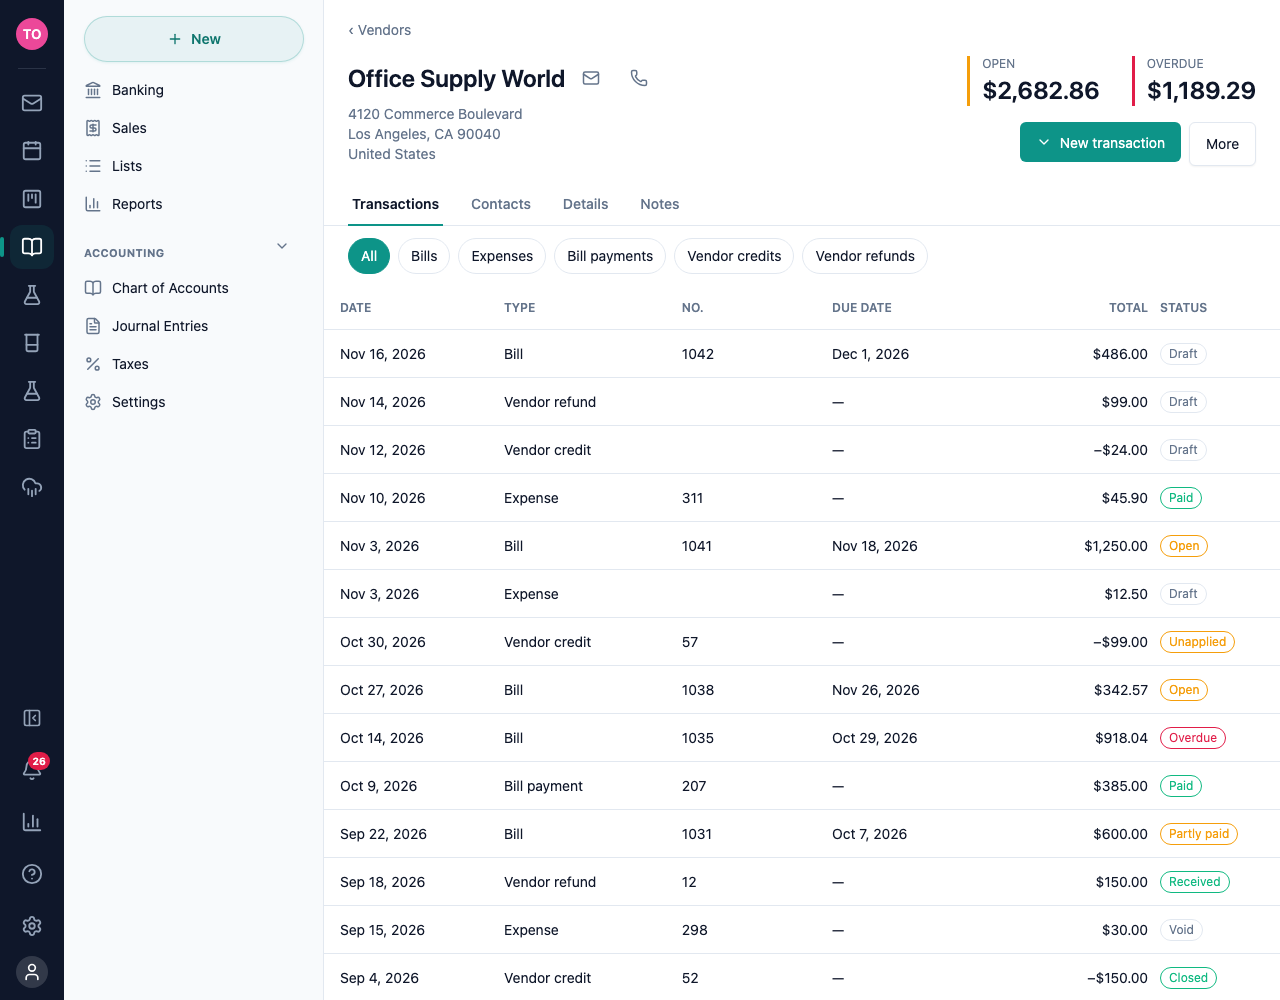 TO
26
+ New
Banking
Sales
Lists
Reports
ACCOUNTING
Chart of Accounts
Journal Entries
Taxes
Settings
‹ Vendors
Office Supply World
4120 Commerce Boulevard
Los Angeles, CA 90040
United States
OPEN
$2,682.86
OVERDUE
$1,189.29
New transaction
More
Transactions Contacts Details Notes
All Bills Expenses Bill payments Vendor credits Vendor refunds
DATE TYPE NO. DUE DATE TOTAL STATUS
Nov 16, 2026 Bill 1042 Dec 1, 2026 $486.00 Draft
Nov 14, 2026 Vendor refund — $99.00 Draft
Nov 12, 2026 Vendor credit — –$24.00 Draft
Nov 10, 2026 Expense 311 — $45.90 Paid
Nov 3, 2026 Bill 1041 Nov 18, 2026 $1,250.00 Open
Nov 3, 2026 Expense — $12.50 Draft
Oct 30, 2026 Vendor credit 57 — –$99.00 Unapplied
Oct 27, 2026 Bill 1038 Nov 26, 2026 $342.57 Open
Oct 14, 2026 Bill 1035 Oct 29, 2026 $918.04 Overdue
Oct 9, 2026 Bill payment 207 — $385.00 Paid
Sep 22, 2026 Bill 1031 Oct 7, 2026 $600.00 Partly paid
Sep 18, 2026 Vendor refund 12 — $150.00 Received
Sep 15, 2026 Expense 298 — $30.00 Void
Sep 4, 2026 Vendor credit 52 — –$150.00 Closed